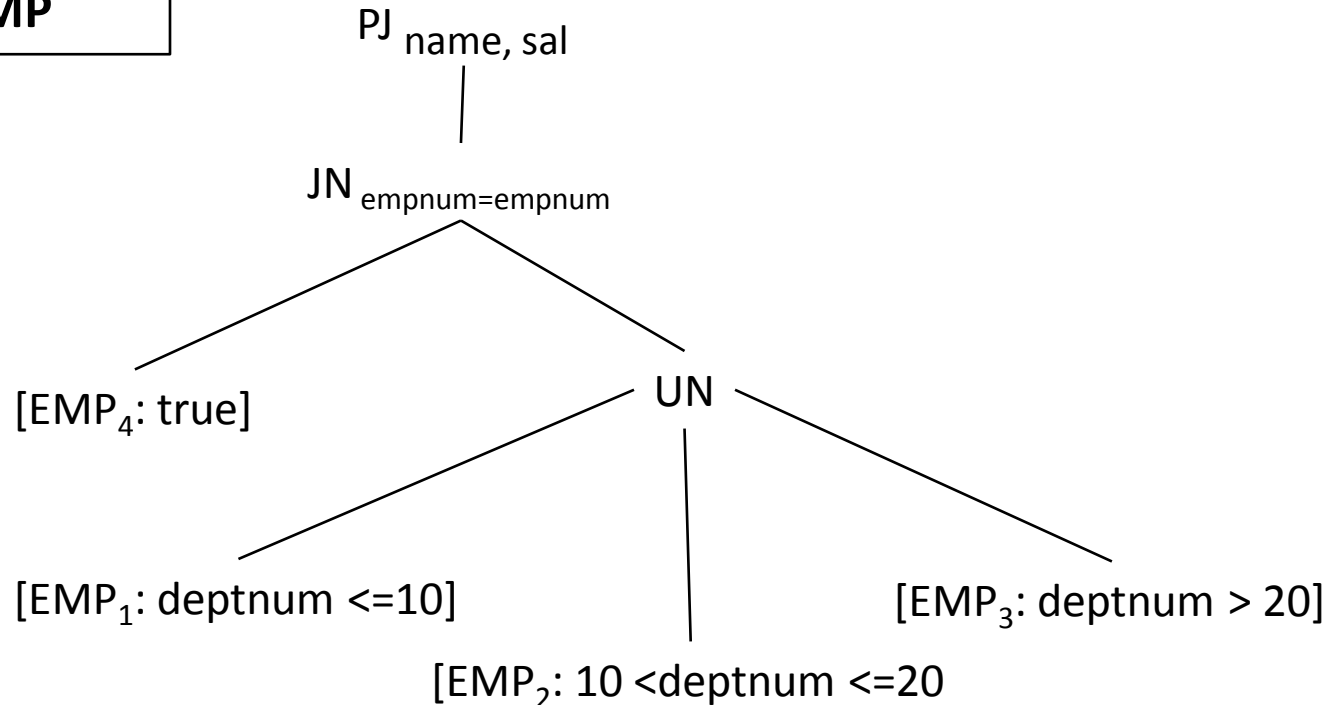 PJ name, sal
JN empnum=empnum
[EMP4: true]
UN
[EMP1: deptnum <=10]
[EMP3: deptnum > 20]
[EMP2: 10 <deptnum <=20